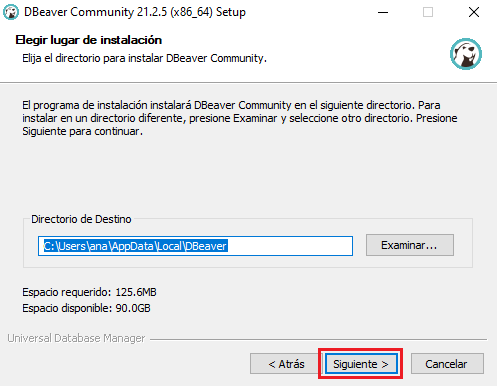 DBeaver Community 21.2.5 (x86_64) Setup
Elegir lugar de instalación
Elija el directorio para instalar DBeaver Community.
El programa de instalación instalará DBeaver Community en el siguiente directorio. Para
instalar en un directorio diferente, presione Examinar y seleccione otro directorio. Presione
Siguiente para continuar.
Directorio de Destino
C:\Users\ana\AppData\Local\DBeaver
Examinar...
Espacio requerido: 125.6MB
Espacio disponible: 90.0GB
Universal Database Manager
< Atrás
Siguiente >
Cancelar